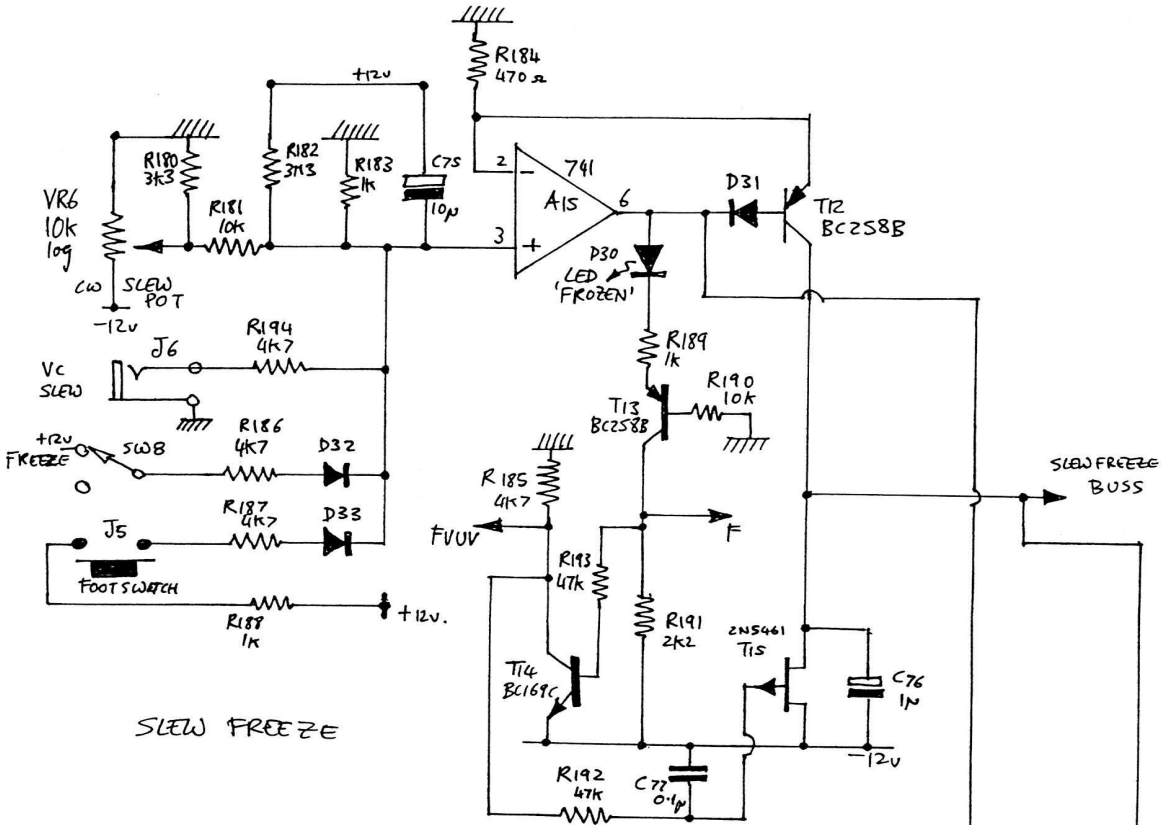 R184
470Ω
+12v
R180
3K3
R182
3K3
R183
1K
C75
10µ
VR6
10K
log
R181
10K
2
741
A15
6
3
D31
TR
BC258B
CW
SLEW
POT
-12v
D30
LED
'FROZEN'
R194
4K7
J6
VC
SLEW
R189
1K
R190
10K
T13
BC258B
+12v
FREEZE
SW8
R186
4K7
D32
R185
4K7
SLEWFREEZE
BUSS
J5
R187
4K7
D33
FVUV
F
FOOTSWITCH
R193
47K
R188
1K
+12v.
R191
2K2
2N5461
T15
T14
BC169C
C76
1µ
SLEW FREEZE
-12v
R192
47K
C77
0.1µ